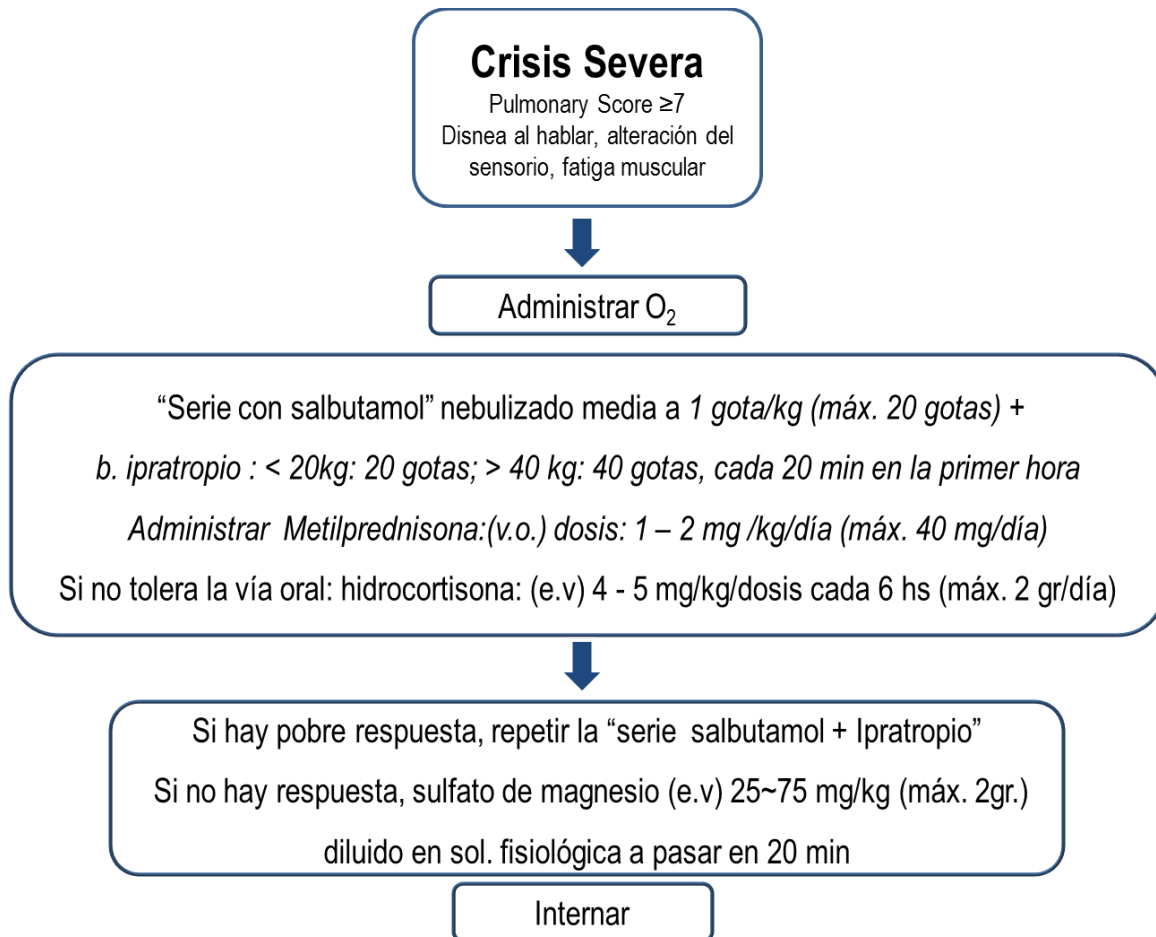 Crisis Severa
Pulmonary Score ≥7
Disnea al hablar, alteración del
sensorio, fatiga muscular
Administrar O₂
“Serie con salbutamol” nebulizado media a 1 gota/kg (máx. 20 gotas) +
b. ipratropio : < 20kg: 20 gotas; > 40 kg: 40 gotas, cada 20 min en la primer hora
Administrar Metilprednisona:(v.o.) dosis: 1 – 2 mg /kg/día (máx. 40 mg/día)
Si no tolera la vía oral: hidrocortisona: (e.v) 4 - 5 mg/kg/dosis cada 6 hs (máx. 2 gr/día)
Si hay pobre respuesta, repetir la “serie salbutamol + Ipratropio”
Si no hay respuesta, sulfato de magnesio (e.v) 25~75 mg/kg (máx. 2gr.)
diluido en sol. fisiológica a pasar en 20 min
Internar